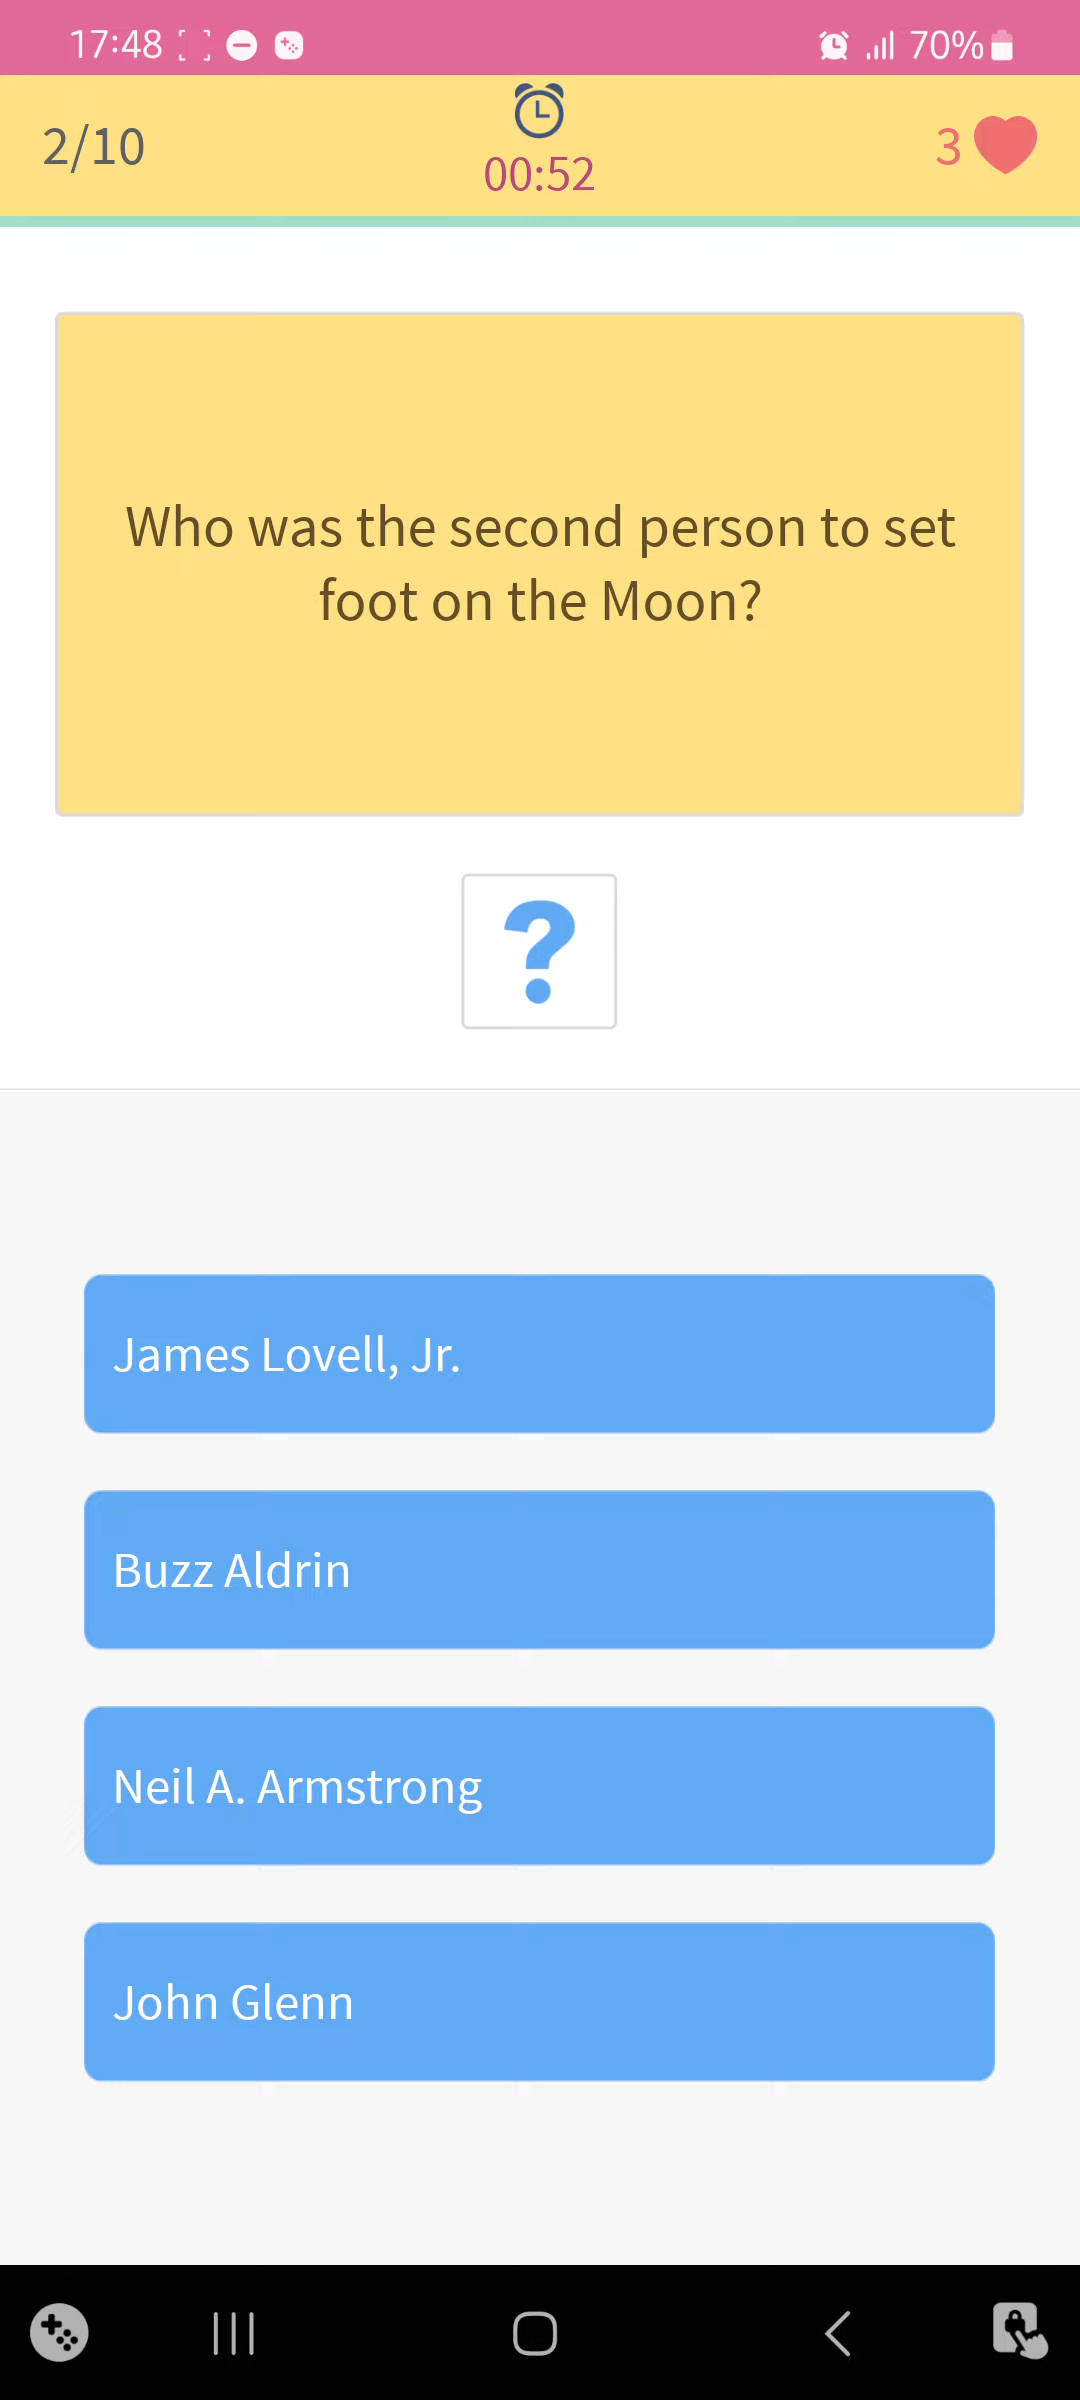 17:48 70%
2/10
00:52
3
Who was the second person to set
foot on the Moon?
?
James Lovell, Jr.
Buzz Aldrin
Neil A. Armstrong
John Glenn